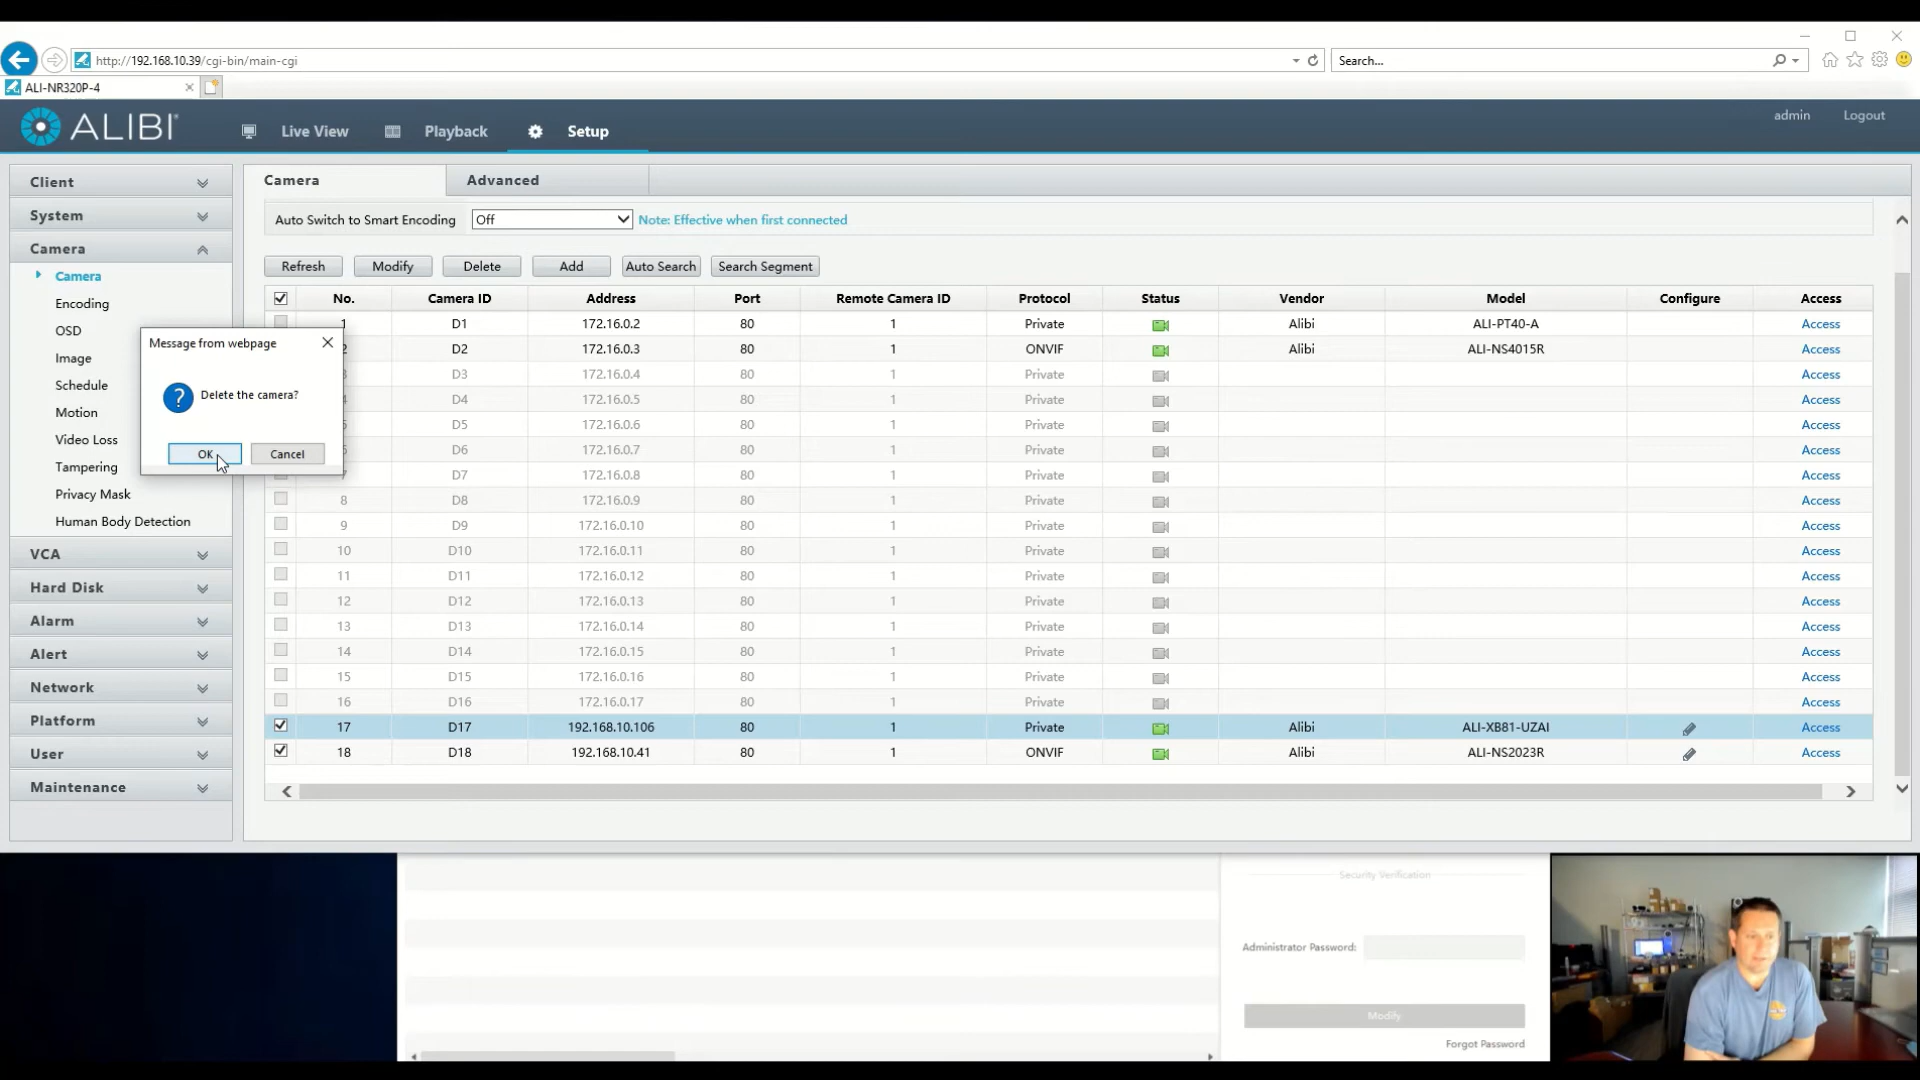 http://192.168.10.39/cgi-bin/main-cgi
Search...
ALI-NR320P-4
ALIBI
Live View
Playback
Setup
admin
Logout
Client
System
Camera
Camera
Encoding
OSD
Image
Schedule
Motion
Video Loss
Tampering
Privacy Mask
Human Body Detection
VCA
Hard Disk
Alarm
Alert
Network
Platform
User
Maintenance
Message from webpage
Delete the camera?
OK
Cancel
Camera
Advanced
Auto Switch to Smart Encoding
Off
Note: Effective when first connected
Refresh
Modify
Delete
Add
Auto Search
Search Segment
No. Camera ID Address Port Remote Camera ID Protocol Status Vendor Model Configure Access
1 D1 172.16.0.2 80 1 Private Alibi ALI-PT40-A Access
2 D2 172.16.0.3 80 1 ONVIF Alibi ALI-NS4015R Access
3 D3 172.16.0.4 80 1 Private Access
4 D4 172.16.0.5 80 1 Private Access
5 D5 172.16.0.6 80 1 Private Access
6 D6 172.16.0.7 80 1 Private Access
7 D7 172.16.0.8 80 1 Private Access
8 D8 172.16.0.9 80 1 Private Access
9 D9 172.16.0.10 80 1 Private Access
10 D10 172.16.0.11 80 1 Private Access
11 D11 172.16.0.12 80 1 Private Access
12 D12 172.16.0.13 80 1 Private Access
13 D13 172.16.0.14 80 1 Private Access
14 D14 172.16.0.15 80 1 Private Access
15 D15 172.16.0.16 80 1 Private Access
16 D16 172.16.0.17 80 1 Private Access
17 D17 192.168.10.106 80 1 Private Alibi ALI-XB81-UZAI Access
18 D18 192.168.10.41 80 1 ONVIF Alibi ALI-NS2023R Access
Security Verification
Administrator Password:
Modify
Forgot Password